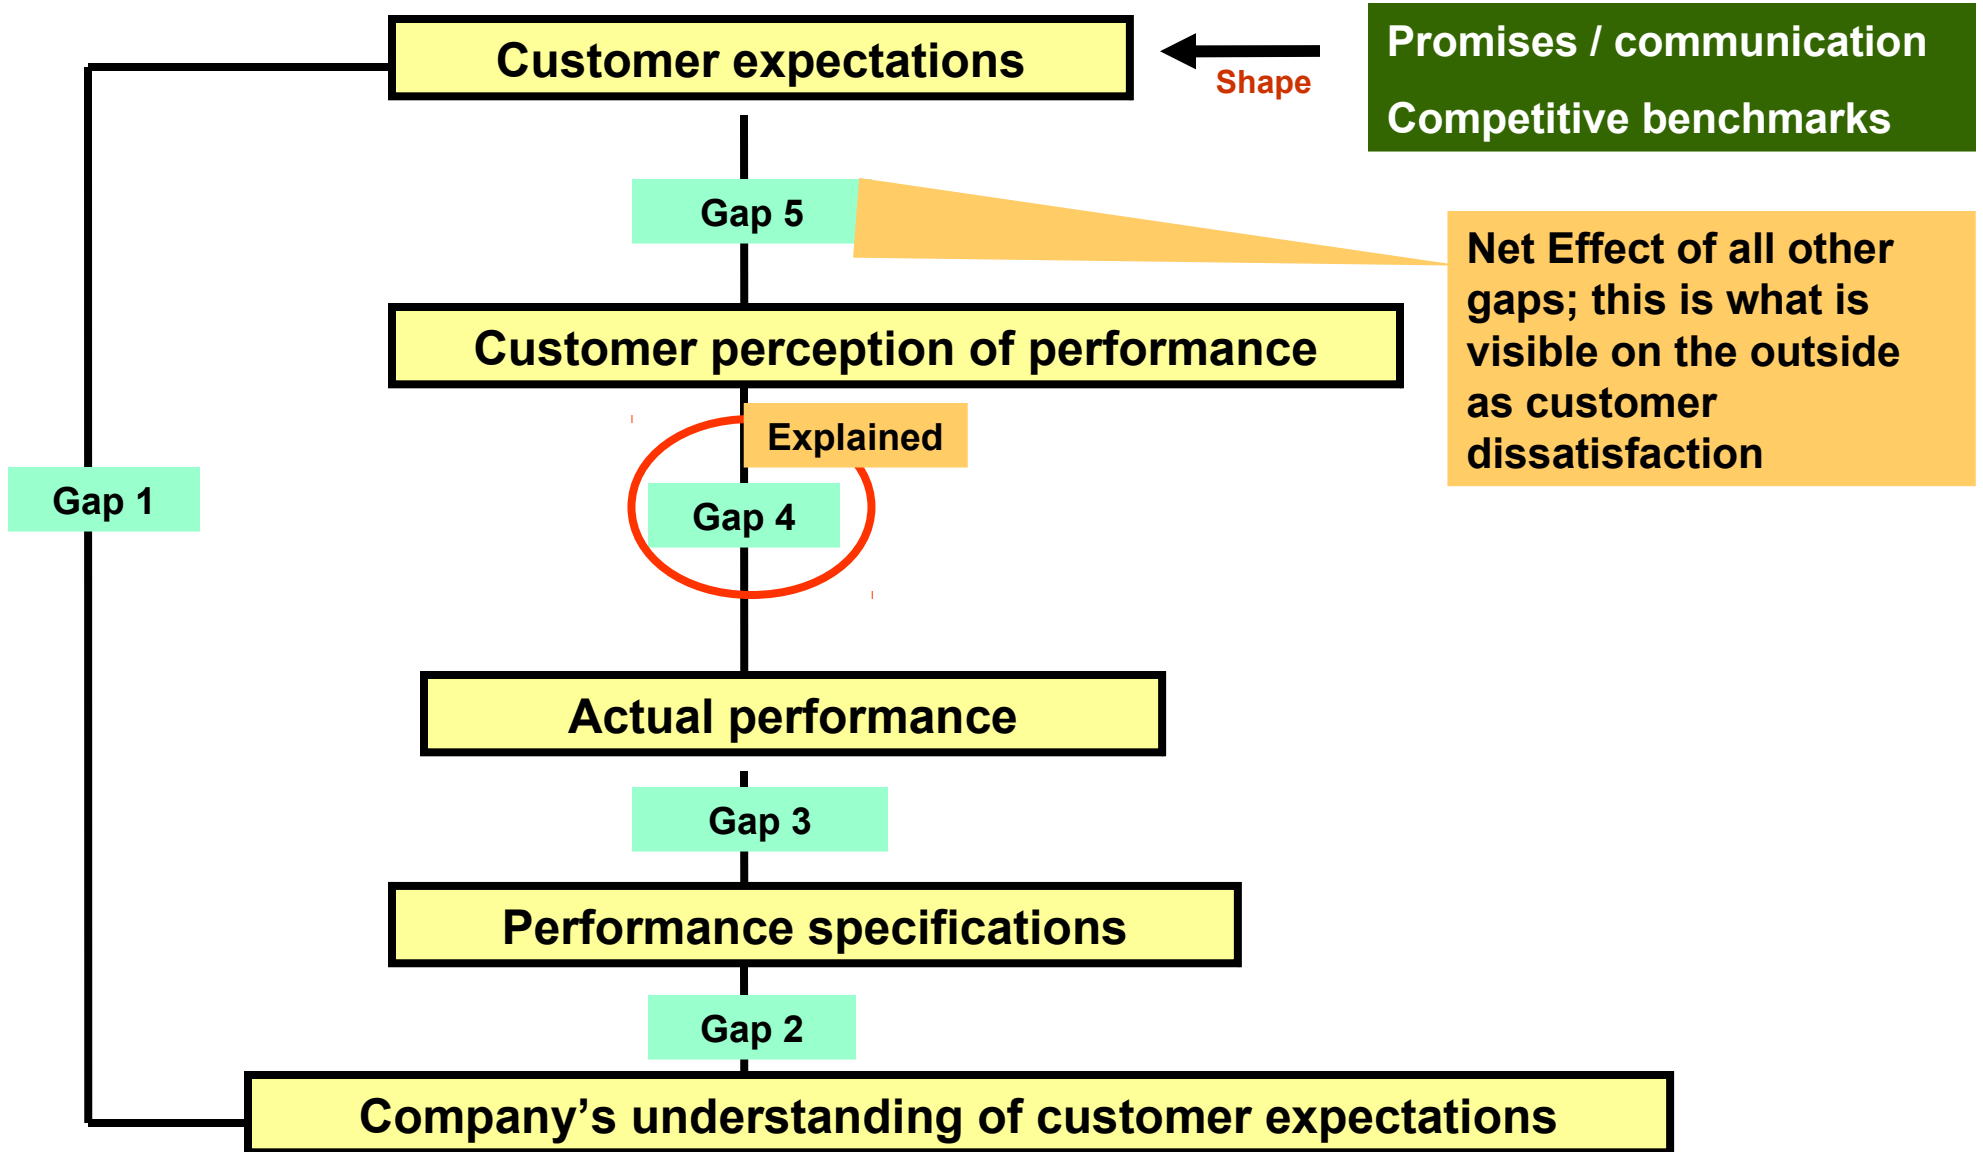 Customer expectations
Shape
Promises / communication
Competitive benchmarks
Gap 5
Net Effect of all other
gaps; this is what is
visible on the outside
as customer
dissatisfaction
Customer perception of performance
Explained
Gap 1
Gap 4
Actual performance
Gap 3
Performance specifications
Gap 2
Company’s understanding of customer expectations